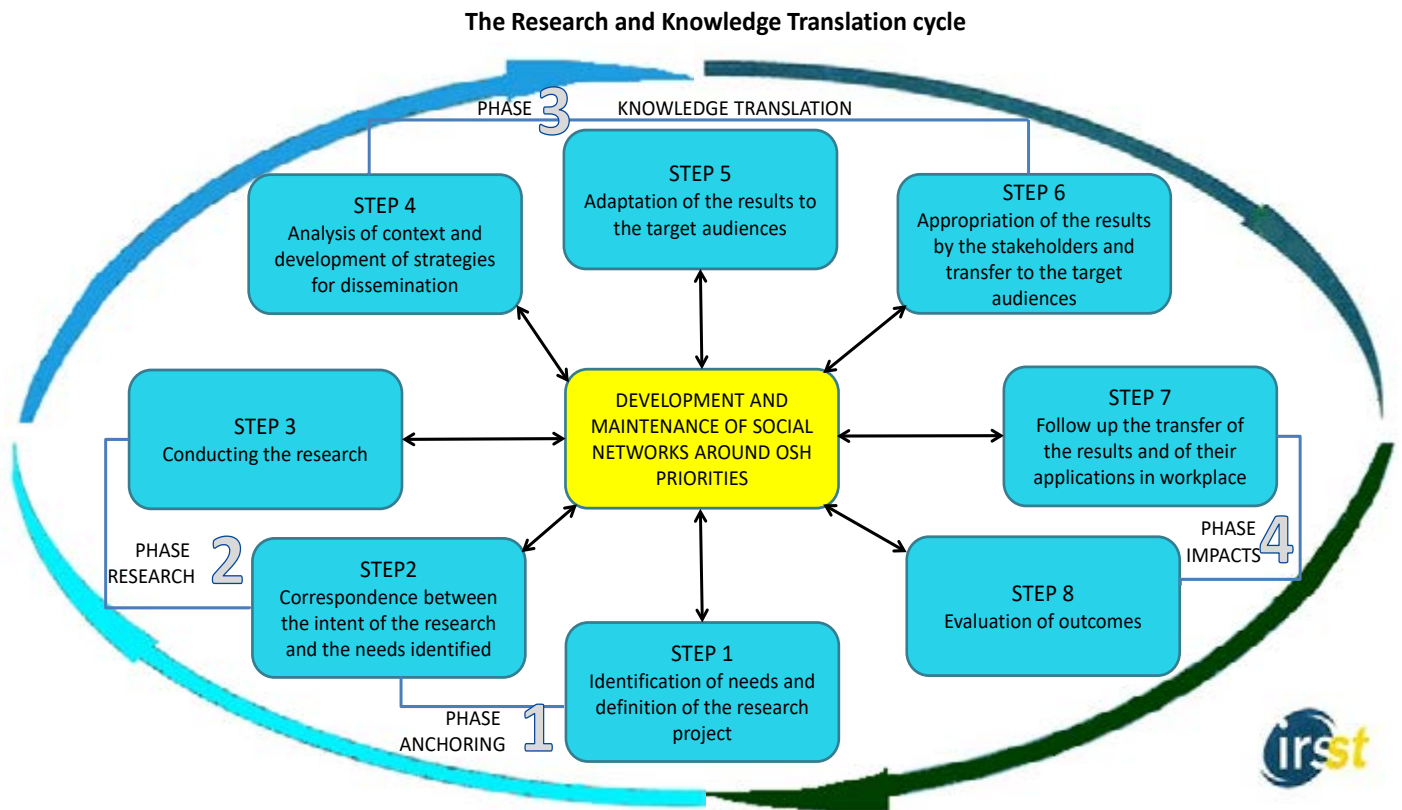 The Research and Knowledge Translation cycle
PHASE 3 KNOWLEDGE TRANSLATION
STEP 4
Analysis of context and
development of strategies
for dissemination
STEP 5
Adaptation of the results to
the target audiences
STEP 6
Appropriation of the results
by the stakeholders and
transfer to the target
audiences
STEP 3
Conducting the research
DEVELOPMENT AND
MAINTENANCE OF SOCIAL
NETWORKS AROUND OSH
PRIORITIES
STEP 7
Follow up the transfer of
the results and of their
applications in workplace
PHASE
RESEARCH 2
STEP2
Correspondence between
the intent of the research
and the needs identified
PHASE
IMPACTS 4
STEP 8
Evaluation of outcomes
STEP 1
Identification of needs and
definition of the research
project
PHASE
ANCHORING 1
irsst